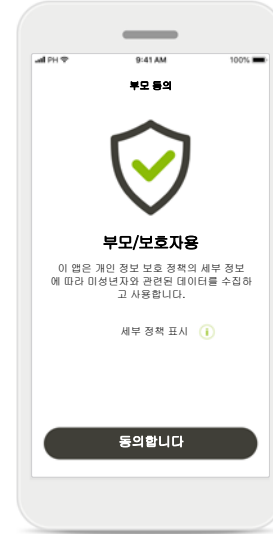 PH 9:41 AM 100%
부모 동의
부모/보호자용
이 앱은 개인 정보 보호 정책의 세부 정보
에 따라 미성년자와 관련된 데이터를 수집하
고 사용합니다.
세부 정책 표시 i
동의합니다